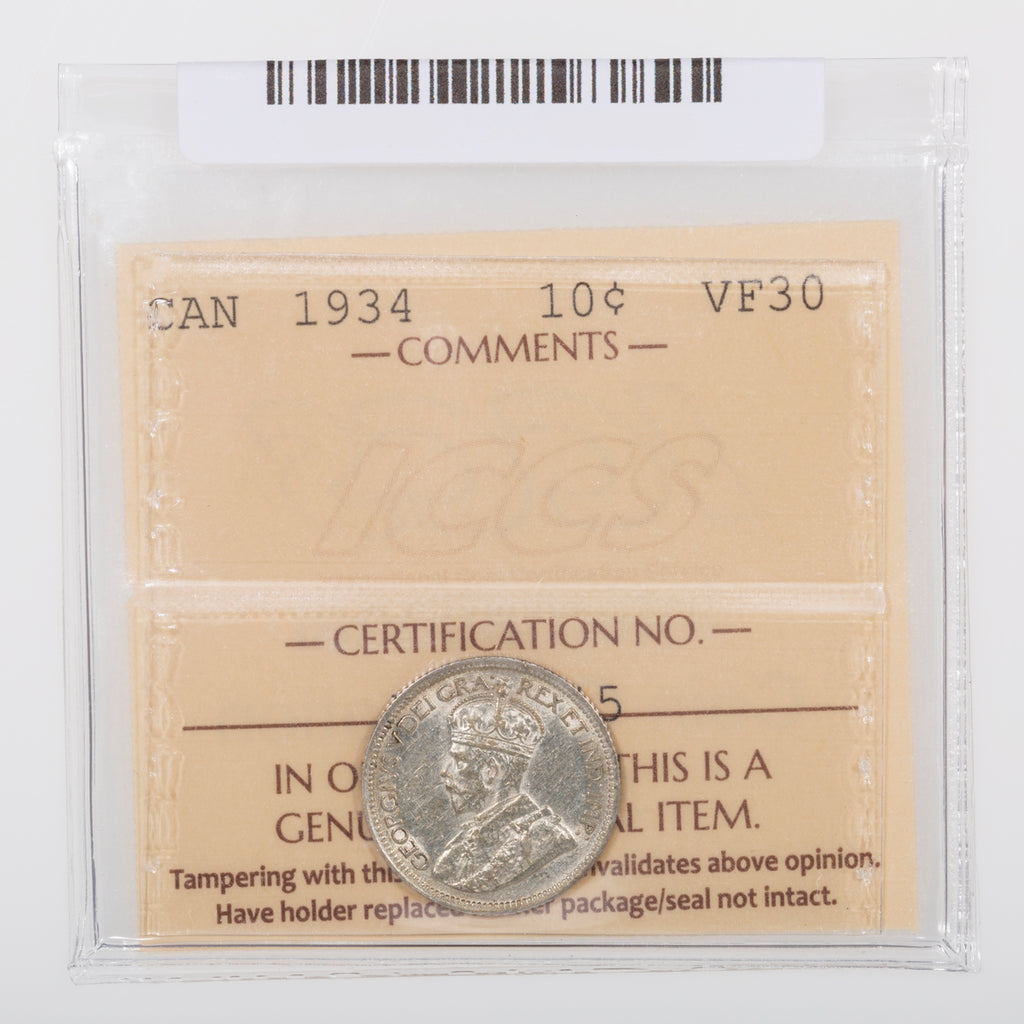 CAN 1934 10¢ VF30
— COMMENTS —
ICCS
— CERTIFICATION NO. —
5
IN O THIS IS A
GENU AL ITEM.
Tampering with thi nvalidates above opinion.
Have holder replaced package/seal not intact.
GEORGIVS V DEI GRA: REX ET IND: IMP: